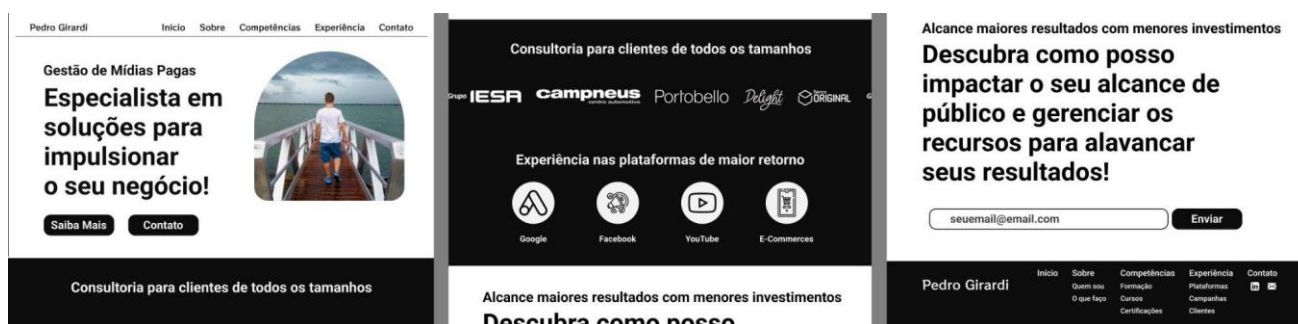 Pedro Girardi
Início Sobre Competências Experiência Contato
Gestão de Mídias Pagas
Especialista em
soluções para
impulsionar
o seu negócio!
Saiba Mais Contato
Consultoria para clientes de todos os tamanhos
Consultoria para clientes de todos os tamanhos
Grupo IESA campneus centro automotivo Portobello Delight Banco ORIGINAL G
Experiência nas plataformas de maior retorno
Google Facebook YouTube E-Commerces
Alcance maiores resultados com menores investimentos
Descubra como posso
Alcance maiores resultados com menores investimentos
Descubra como posso
impactar o seu alcance de
público e gerenciar os
recursos para alavancar
seus resultados!
seuemail@email.com Enviar
Pedro Girardi
Início Sobre Competências Experiência Contato
Quem sou Formação Plataformas in
O que faço Cursos Campanhas
Certificações Clientes